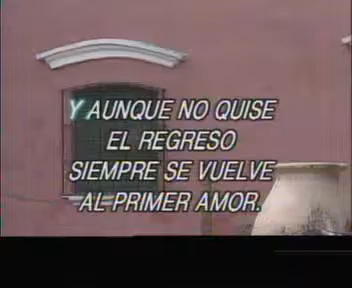 Y AUNQUE NO QUISE
EL REGRESO
SIEMPRE SE VUELVE
AL PRIMER AMOR.